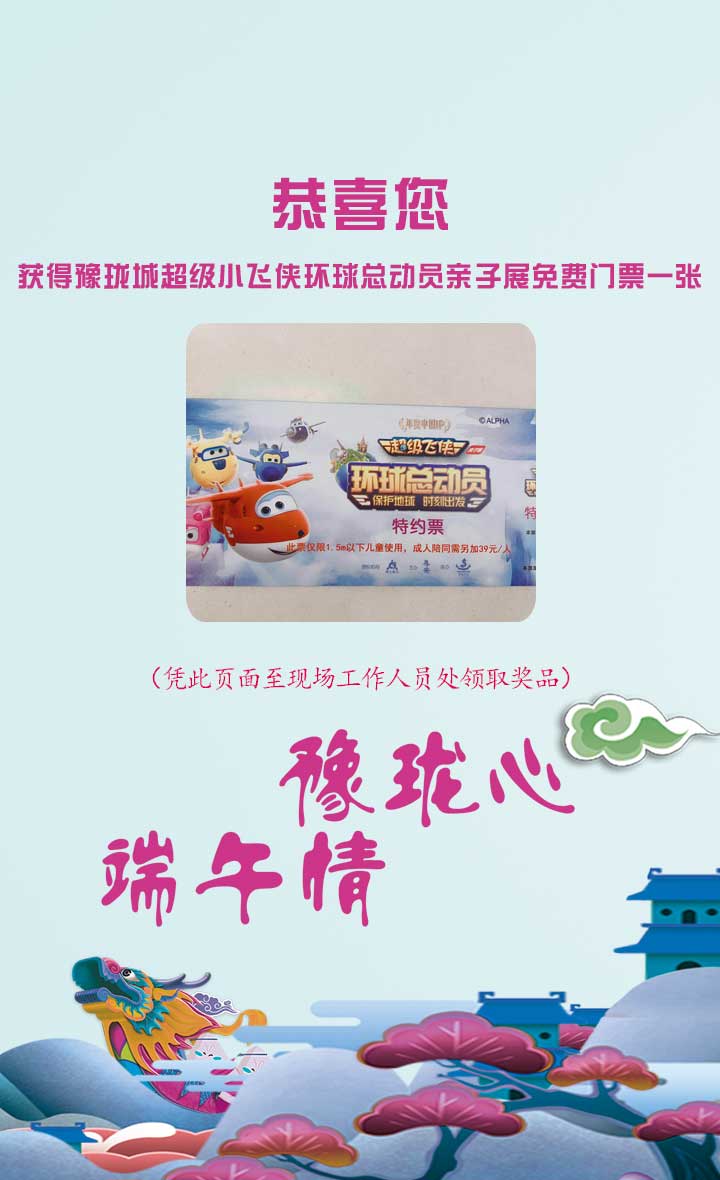 恭喜您
获得豫珑城超级小飞侠环球总动员亲子展免费门票一张
©ALPHA
超级飞侠
环球总动员
保护地球 时刻出发
特约票
此票仅限1.5m以下儿童使用，成人陪同需另加39元/人
（凭此页面至现场工作人员处领取奖品）
豫珑心
端午情